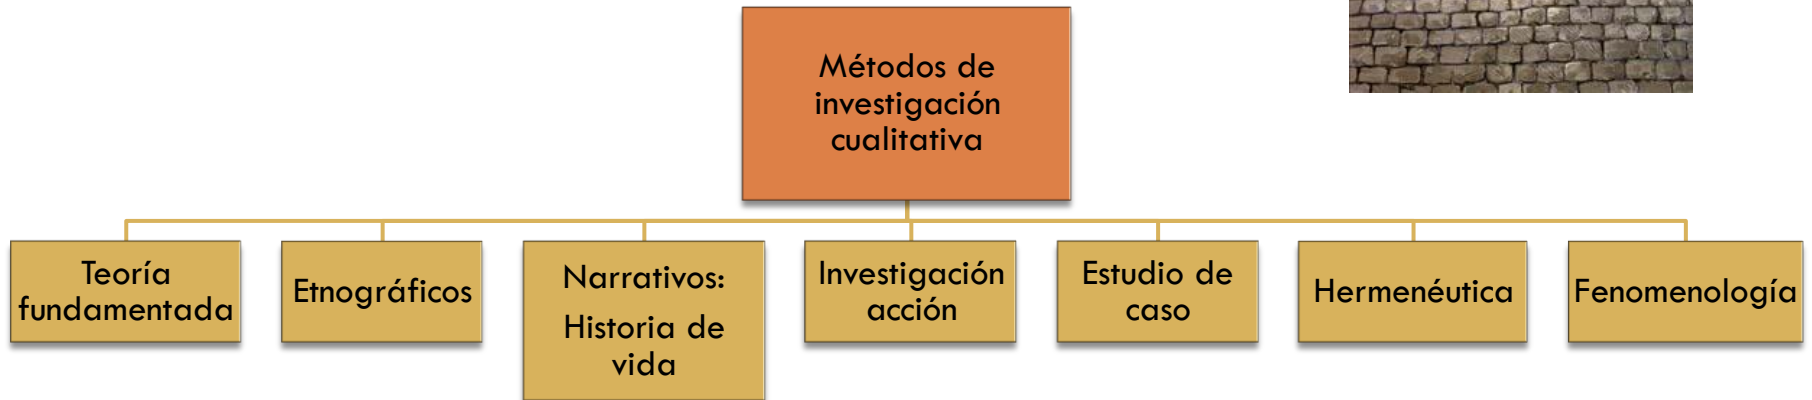 Métodos de
investigación
cualitativa
Teoría
fundamentada
Etnográficos
Narrativos:
Historia de
vida
Investigación
acción
Estudio de
caso
Hermenéutica
Fenomenología